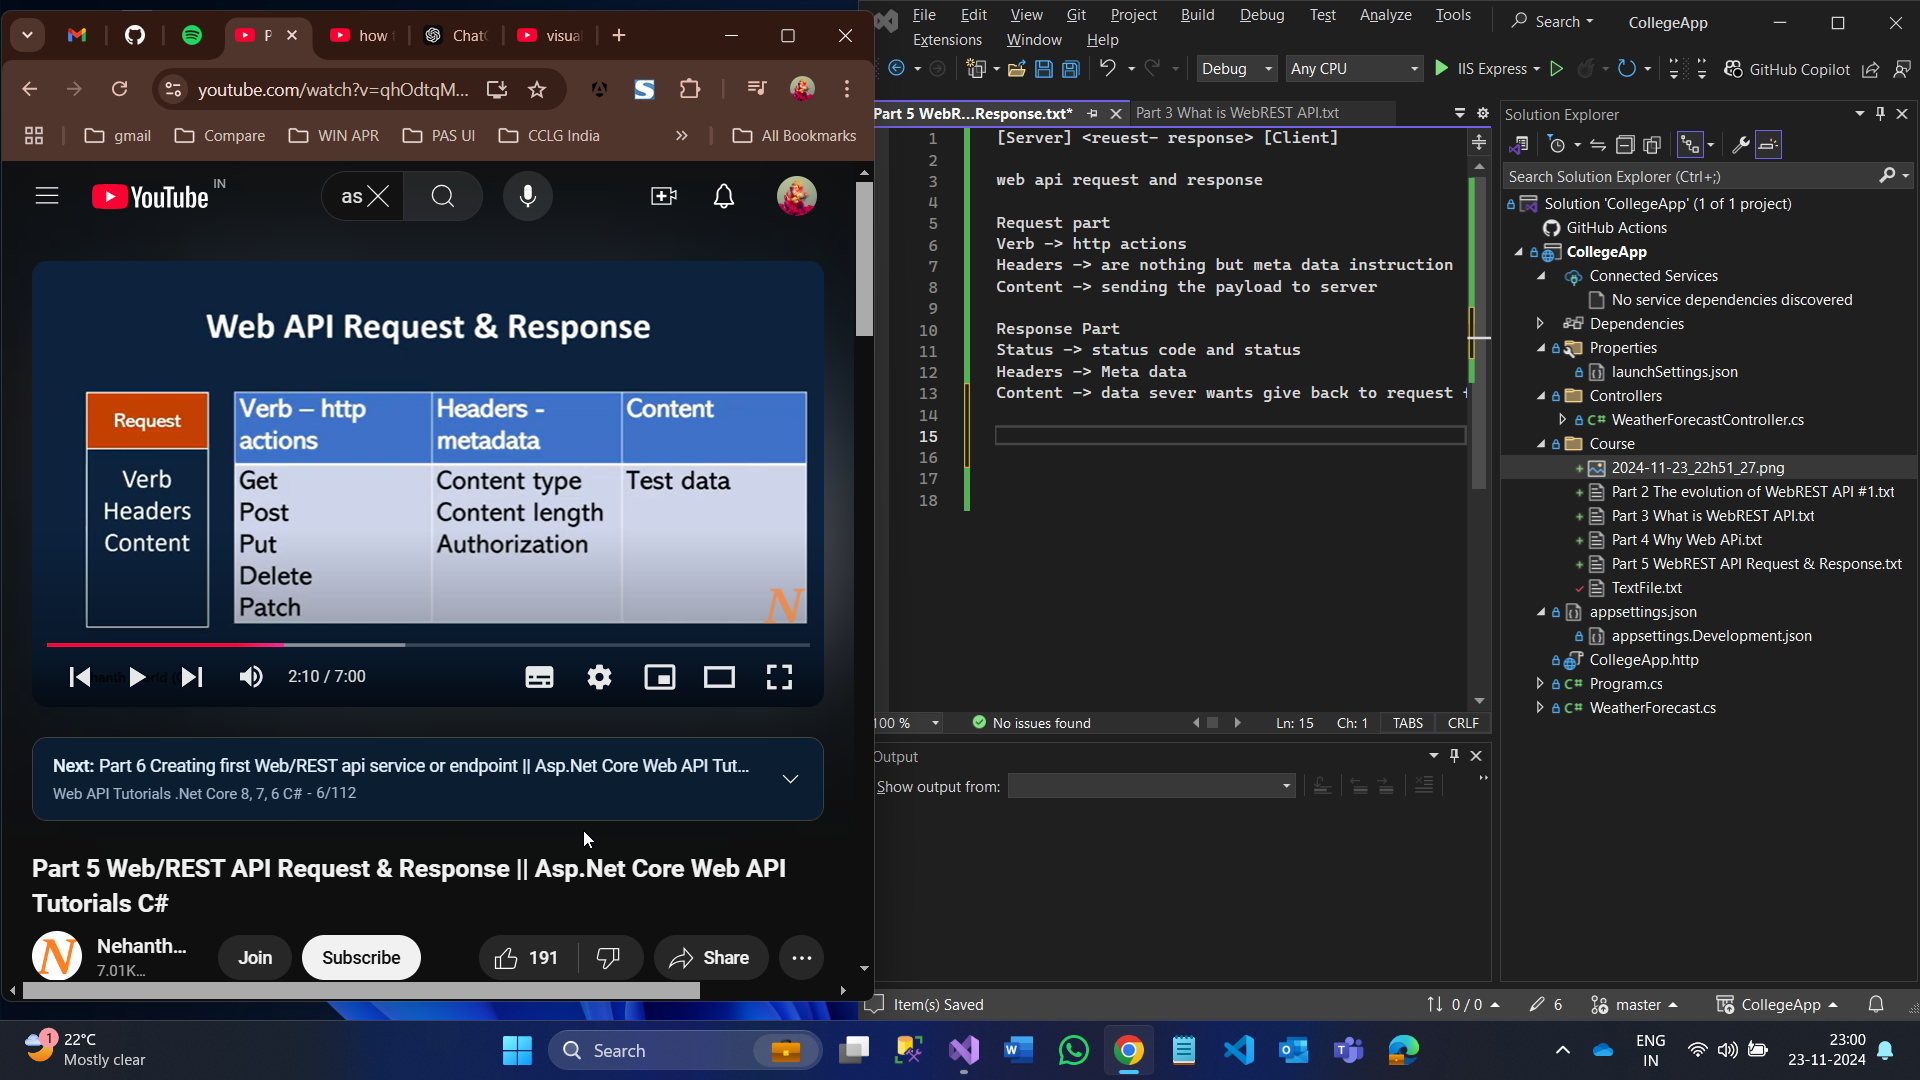 P
how
Chat
visual
youtube.com/watch?v=qhOdtqM...
gmail
Compare
WIN APR
PAS UI
CCLG India
»
All Bookmarks
YouTube IN
as
Web API Request & Response
Request
Verb – http actions
Headers - metadata
Content
Verb
Headers
Content
Get
Post
Put
Delete
Patch
Content type
Content length
Authorization
Test data
N
2:10 / 7:00
Next: Part 6 Creating first Web/REST api service or endpoint || Asp.Net Core Web API Tut...
Web API Tutorials .Net Core 8, 7, 6 C# - 6/112
Part 5 Web/REST API Request & Response || Asp.Net Core Web API
Tutorials C#
N
Nehanth...
7.01K...
Join
Subscribe
191
Share
File Edit View Git Project Build Debug Test Analyze Tools
Extensions Window Help
Search
CollegeApp
Debug
Any CPU
IIS Express
GitHub Copilot
Part 5 WebR...Response.txt*
Part 3 What is WebREST API.txt
1 [Server] <reuest- response> [Client]
2
3 web api request and response
4
5 Request part
6 Verb -> http actions
7 Headers -> are nothing but meta data instruction
8 Content -> sending the payload to server
9
10 Response Part
11 Status -> status code and status
12 Headers -> Meta data
13 Content -> data sever wants give back to request
14
15
16
17
18
100 %
No issues found
Ln: 15
Ch: 1
TABS
CRLF
Output
Show output from:
Solution Explorer
Search Solution Explorer (Ctrl+;)
Solution 'CollegeApp' (1 of 1 project)
GitHub Actions
CollegeApp
Connected Services
No service dependencies discovered
Dependencies
Properties
launchSettings.json
Controllers
C# WeatherForecastController.cs
Course
2024-11-23_22h51_27.png
Part 2 The evolution of WebREST API #1.txt
Part 3 What is WebREST API.txt
Part 4 Why Web APi.txt
Part 5 WebREST API Request & Response.txt
TextFile.txt
appsettings.json
appsettings.Development.json
CollegeApp.http
C# Program.cs
C# WeatherForecast.cs
Item(s) Saved
0 / 0
6
master
CollegeApp
1
22°C
Mostly clear
Search
ENG
IN
23:00
23-11-2024